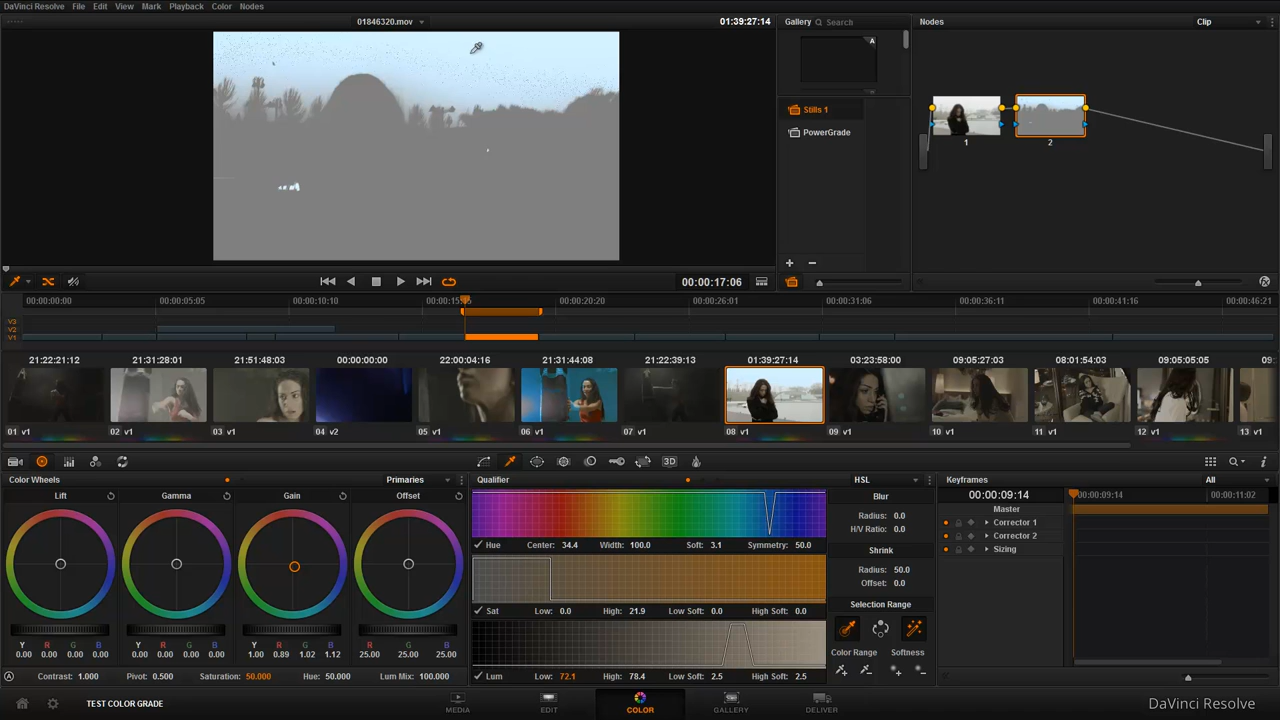 DaVinci Resolve File Edit View Mark Playback Color Nodes
01846320.mov 01:39:27:14 Gallery Search Nodes Clip
A
Stills 1
PowerGrade
1 2
00:00:17:06
00:00:00:00 00:00:05:05 00:00:10:10 00:00:20:20 00:00:26:01 00:00:31:06 00:00:36:11 00:00:41:16 00:00:46:21
V3
V2
V1
21:22:21:12 21:31:28:01 21:51:48:03 00:00:00:00 22:00:04:16 21:31:44:08 21:22:39:13 01:39:27:14 03:23:58:00 09:05:27:03 08:01:54:03 09:05:05:05 09:
01 v1 02 v1 03 v1 04 v2 05 v1 06 v1 07 v1 08 v1 09 v1 10 v1 11 v1 12 v1 13 v
3D
Color Wheels Primaries Qualifier HSL Keyframes All
Lift Gamma Gain Offset Blur 00:00:09:14 00:00:09:14 00:00:11:02
Master
Radius: 0.0 Corrector 1
H/V Ratio: 0.0 Corrector 2
Hue Center: 34.4 Width: 100.0 Soft: 3.1 Symmetry: 50.0 Shrink Sizing
Radius: 50.0
Offset: 0.0
Sat Low: 0.0 High: 21.9 Low Soft: 0.0 High Soft: 0.0 Selection Range
Y R G B Y R G B Y R G B R G B
0.00 0.00 0.00 0.00 0.00 0.00 0.00 0.00 1.00 0.89 1.02 1.12 25.00 25.00 25.00 Color Range Softness
A Contrast: 1.000 Pivot: 0.500 Saturation: 50.000 Hue: 50.000 Lum Mix: 100.000 Lum Low: 72.1 High: 78.4 Low Soft: 2.5 High Soft: 2.5
TEST COLOR GRADE MEDIA EDIT COLOR GALLERY DELIVER DaVinci Resolve